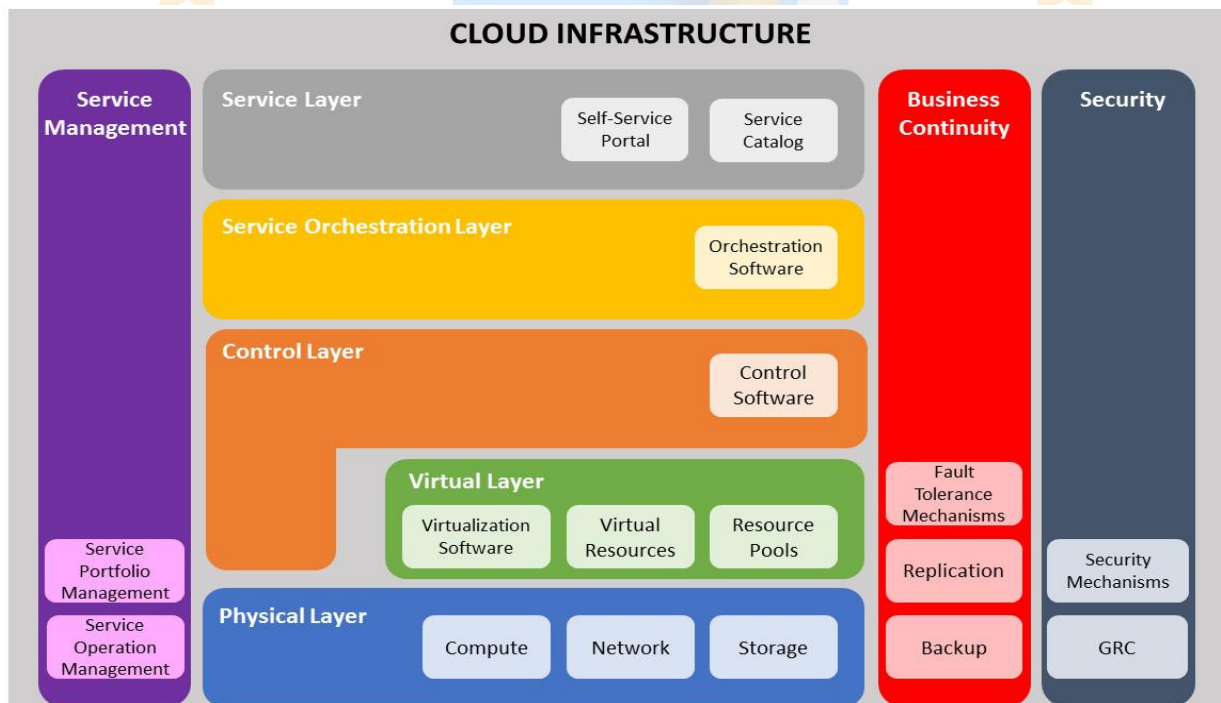 CLOUD INFRASTRUCTURE
Service
Management
Service
Portfolio
Management
Service
Operation
Management
Service Layer
Self-Service
Portal
Service
Catalog
Service Orchestration Layer
Orchestration
Software
Control Layer
Control
Software
Virtual Layer
Virtualization
Software
Virtual
Resources
Resource
Pools
Physical Layer
Compute
Network
Storage
Business
Continuity
Fault
Tolerance
Mechanisms
Replication
Backup
Security
Security
Mechanisms
GRC